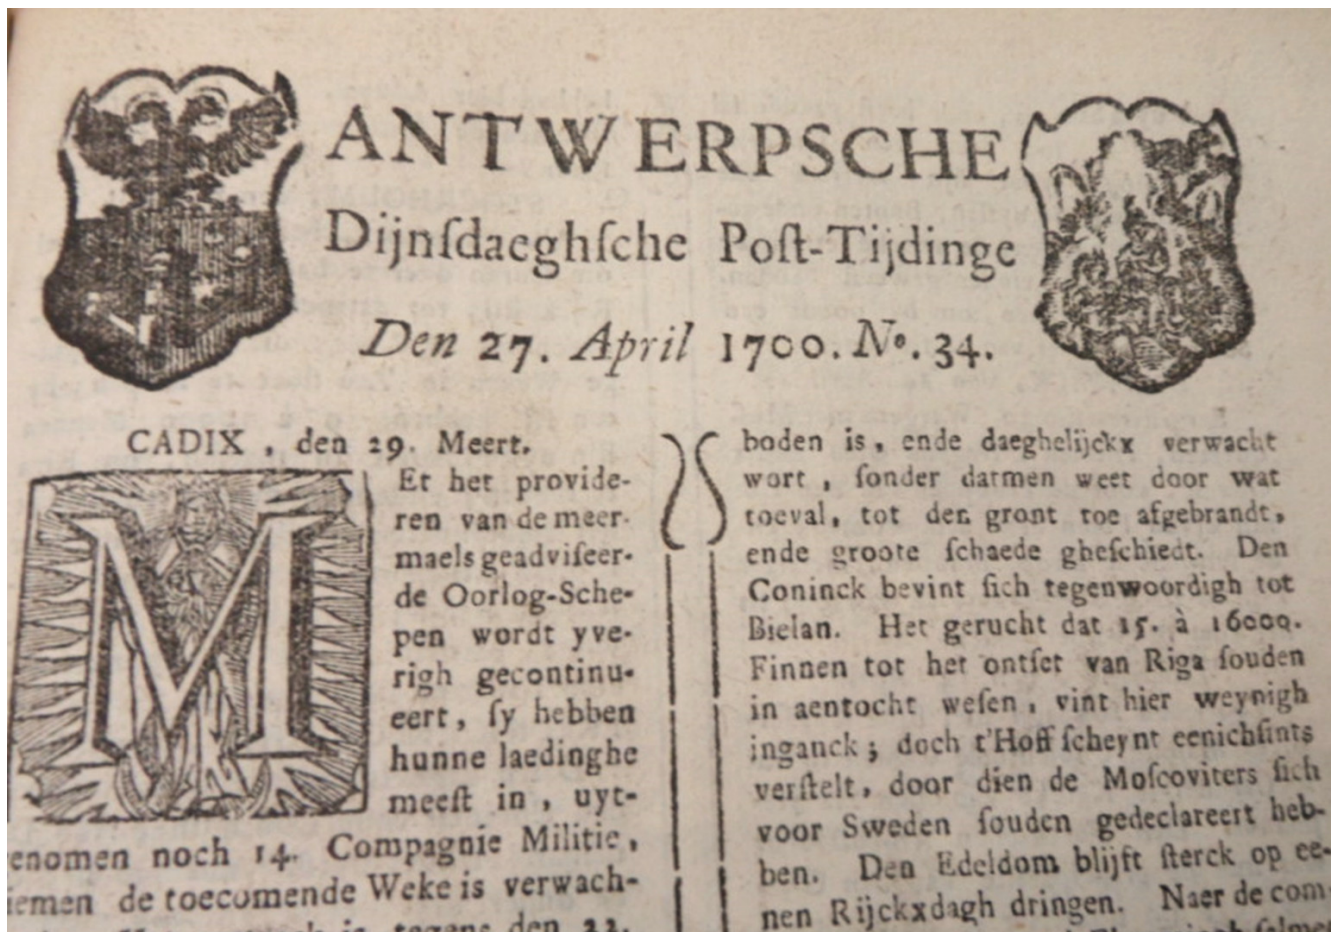 ANTWERPSCHE
Dijnſdaeghſche Poſt-Tijdinge
Den 27. April 1700. No. 34.
CADIX, den 29. Meert.
MEt het provide-
ren van de meer-
maels geadviſeer-
de Oorlog-Sche-
pen wordt yve-
righ gecontinu-
eert, ſy hebben
hunne laedinghe
meeſt in, uyt-
genomen noch 14. Compagnie Militie,
de toecomende Weke is verwach-
tegens den 22.
boden is, ende daeghelijckx verwacht
wort, ſonder datmen weet door wat
toeval, tot den gront toe afgebrandt,
ende groote ſchaede gheſchiedt. Den
Coninck bevint ſich tegenwoordigh tot
Bielan. Het gerucht dat 15. à 16000.
Finnen tot het ontſet van Riga ſouden
in aentocht weſen, vint hier weynigh
inganck; doch t'Hoff ſcheynt eenichſints
verſtelt, door dien de Moſcoviters ſich
voor Sweden ſouden gedeclareert heb-
ben. Den Edeldom blijft ſterck op ee-
nen Rijckxdagh dringen. Naer de com-